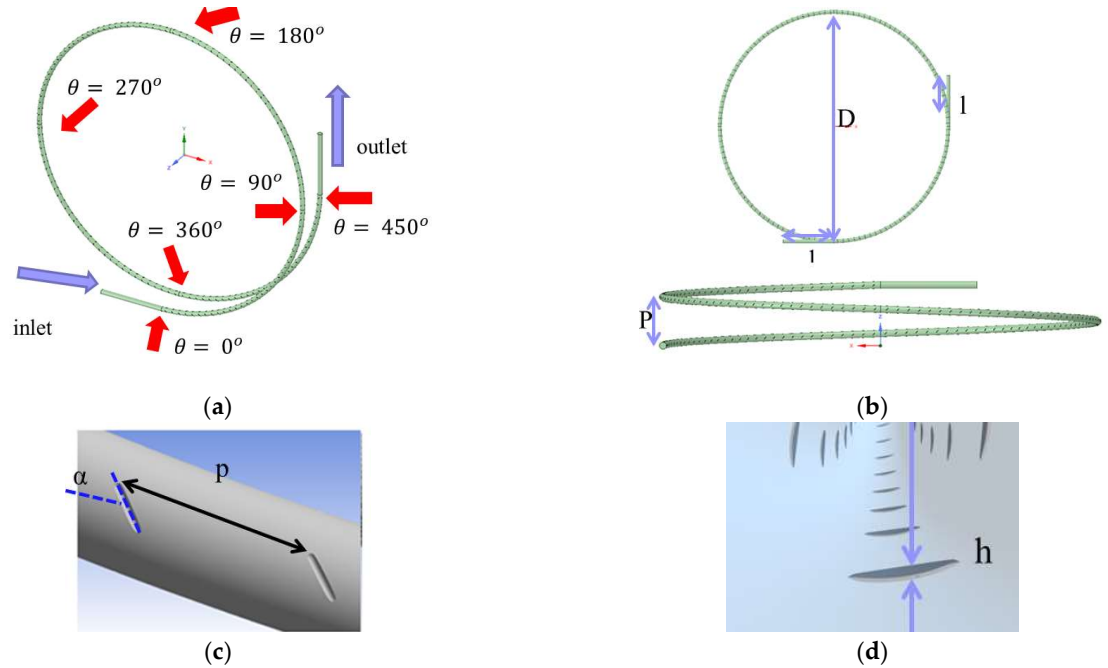 θ = 180°
θ = 270°
outlet
θ = 90°
θ = 360°
θ = 450°
inlet
θ = 0°
(a)
D
l
l
P
(b)
α
p
(c)
h
(d)